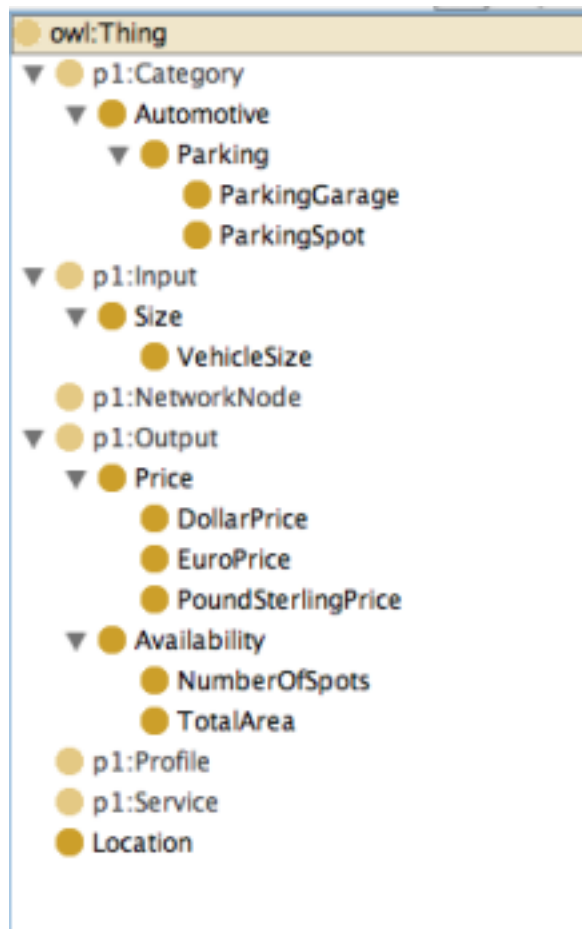 owl:Thing
p1:Category
Automotive
Parking
ParkingGarage
ParkingSpot
p1:Input
Size
VehicleSize
p1:NetworkNode
p1:Output
Price
DollarPrice
EuroPrice
PoundSterlingPrice
Availability
NumberOfSpots
TotalArea
p1:Profile
p1:Service
Location